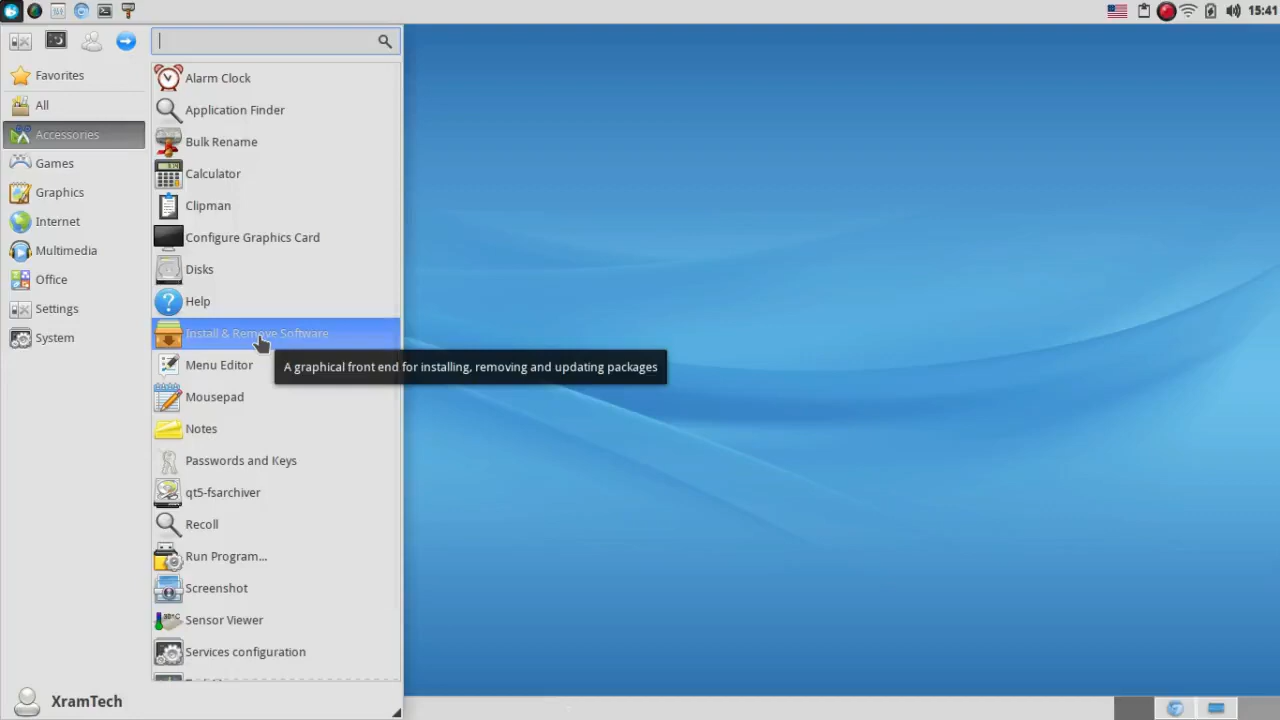 15:41
Favorites
All
Accessories
Games
Graphics
Internet
Multimedia
Office
Settings
System
Alarm Clock
Application Finder
Bulk Rename
Calculator
Clipman
Configure Graphics Card
Disks
Help
Install & Remove Software
A graphical front end for installing, removing and updating packages
Menu Editor
Mousepad
Notes
Passwords and Keys
qt5-fsarchiver
Recoll
Run Program...
Screenshot
Sensor Viewer
Services configuration
XramTech